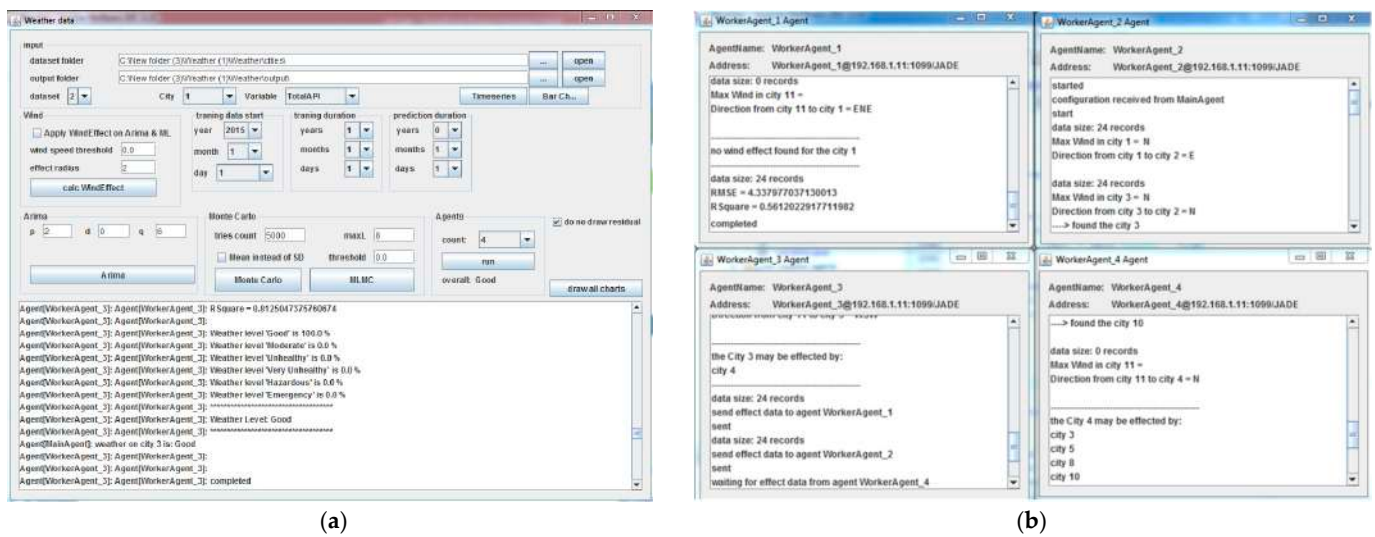 Weather data
input
dataset folder C:\New folder (3)\Weather (1)\Weather\cities\ ... open
output folder C:\New folder (3)\Weather (1)\Weather\output\ ... open
dataset 2 City 1 Variable TotalAPI Timeseries Bar Ch...
Wind
Apply WindEffect on Arima & ML
wind speed threshold 0.0
effect radius 2
calc WindEffect
traning data start
year 2015
month 1
day 1
traning duration
years 1
months 1
days 1
prediction duration
years 0
months 1
days 1
Arima
p 2 d 0 q 6
Arima
Monte Carlo
tries count 5000 maxL 8
Mean instead of SD threshold 0.0
Monte Carlo MLMC
Agents
count: 4
run
overall: Good
do no draw residual
draw all charts
Agent[WorkerAgent_3]: Agent[WorkerAgent_3]: R Square = 0.8125047375760674
Agent[WorkerAgent_3]: Agent[WorkerAgent_3]:
Agent[WorkerAgent_3]: Agent[WorkerAgent_3]: Weather level 'Good' is 100.0 %
Agent[WorkerAgent_3]: Agent[WorkerAgent_3]: Weather level 'Moderate' is 0.0 %
Agent[WorkerAgent_3]: Agent[WorkerAgent_3]: Weather level 'Unhealthy' is 0.0 %
Agent[WorkerAgent_3]: Agent[WorkerAgent_3]: Weather level 'Very Unhealthy' is 0.0 %
Agent[WorkerAgent_3]: Agent[WorkerAgent_3]: Weather level 'Hazardous' is 0.0 %
Agent[WorkerAgent_3]: Agent[WorkerAgent_3]: Weather level 'Emergency' is 0.0 %
Agent[WorkerAgent_3]: Agent[WorkerAgent_3]:
Agent[WorkerAgent_3]: Agent[WorkerAgent_3]: Weather Level: Good
Agent[WorkerAgent_3]: Agent[WorkerAgent_3]:
Agent[MainAgent]: weather on city 3 is: Good
Agent[WorkerAgent_3]: Agent[WorkerAgent_3]:
Agent[WorkerAgent_3]: Agent[WorkerAgent_3]:
Agent[WorkerAgent_3]: Agent[WorkerAgent_3]: completed
(a)
WorkerAgent_1 Agent
AgentName: WorkerAgent_1
Address: WorkerAgent_1@192.168.1.11:1099/JADE
data size: 0 records
Max Wind in city 11 =
Direction from city 11 to city 1 = ENE
no wind effect found for the city 1
data size: 24 records
RMSE = 4.337977037130013
R Square = 0.5612022917711982
completed
WorkerAgent_2 Agent
AgentName: WorkerAgent_2
Address: WorkerAgent_2@192.168.1.11:1099/JADE
started
configuration received from MainAgent
start
data size: 24 records
Max Wind in city 1 = N
Direction from city 1 to city 2 = E
data size: 24 records
Max Wind in city 3 = N
Direction from city 3 to city 2 = N
----> found the city 3
WorkerAgent_3 Agent
AgentName: WorkerAgent_3
Address: WorkerAgent_3@192.168.1.11:1099/JADE
Direction from city 11 to city 3 = WSW
the City 3 may be effected by:
city 4
data size: 24 records
send effect data to agent WorkerAgent_1
sent
data size: 24 records
send effect data to agent WorkerAgent_2
sent
waiting for effect data from agent WorkerAgent_4
WorkerAgent_4 Agent
AgentName: WorkerAgent_4
Address: WorkerAgent_4@192.168.1.11:1099/JADE
----> found the city 10
data size: 0 records
Max Wind in city 11 =
Direction from city 11 to city 4 = N
the City 4 may be effected by:
city 3
city 5
city 8
city 10
(b)